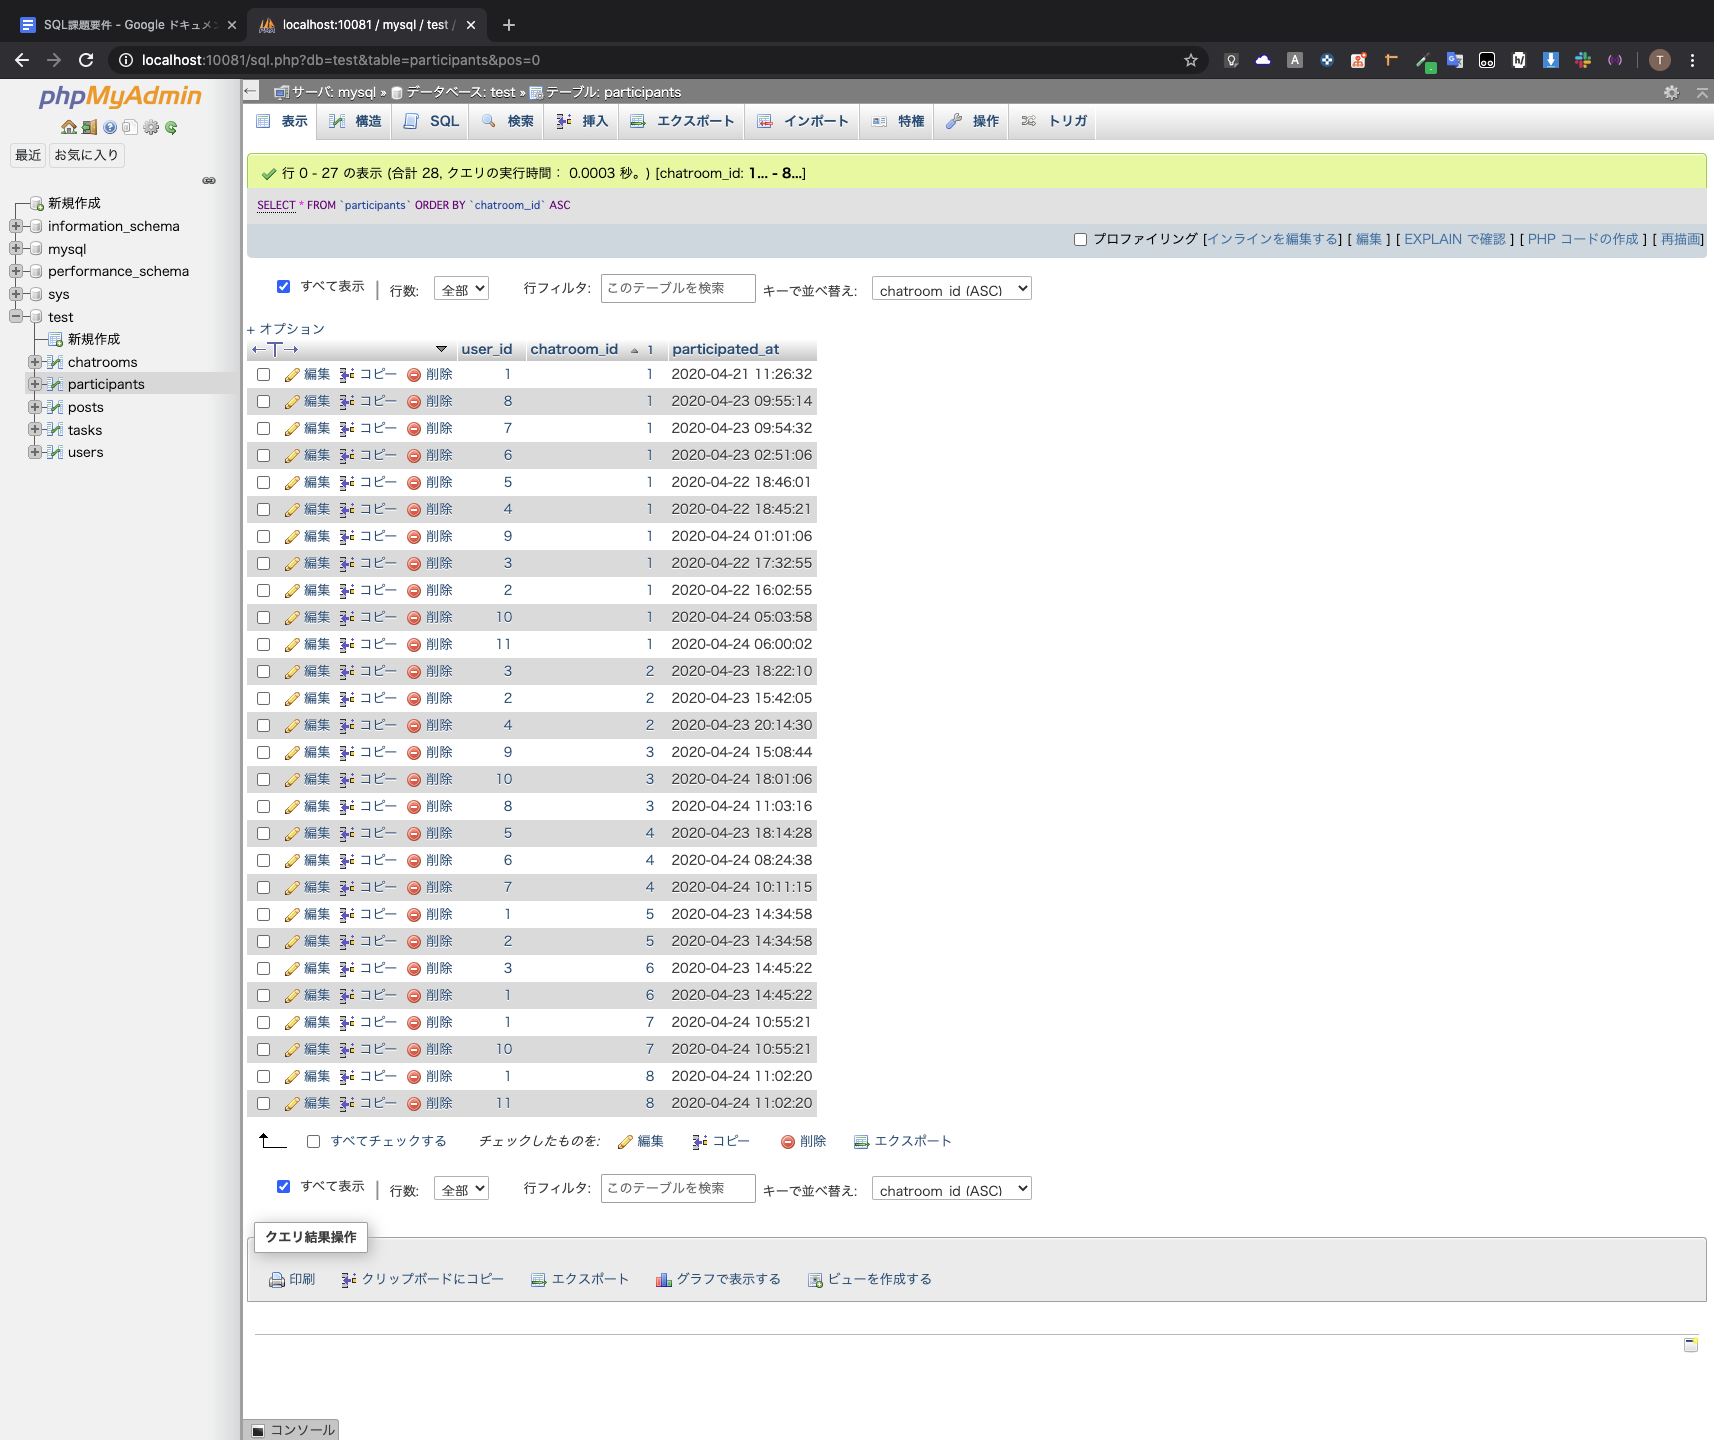 SQL課題要件 - Google ドキュメン
localhost:10081 / mysql / test /
localhost:10081/sql.php?db=test&table=participants&pos=0
phpMyAdmin
最近 お気に入り
新規作成
information_schema
mysql
performance_schema
sys
test
新規作成
chatrooms
participants
posts
tasks
users
サーバ: mysql » データベース: test » テーブル: participants
表示 構造 SQL 検索 挿入 エクスポート インポート 特権 操作 トリガ
行 0 - 27 の表示 (合計 28, クエリの実行時間： 0.0003 秒。) [chatroom_id: 1... - 8...]
SELECT * FROM `participants` ORDER BY `chatroom_id` ASC
プロファイリング [インラインを編集する] [ 編集 ] [ EXPLAIN で確認 ] [ PHP コードの作成 ] [ 再描画]
すべて表示 | 行数: 全部 行フィルタ: このテーブルを検索 キーで並べ替え: chatroom_id (ASC)
+ オプション
←T→ user_id chatroom_id 1 participated_at
編集 コピー 削除 1 1 2020-04-21 11:26:32
編集 コピー 削除 8 1 2020-04-23 09:55:14
編集 コピー 削除 7 1 2020-04-23 09:54:32
編集 コピー 削除 6 1 2020-04-23 02:51:06
編集 コピー 削除 5 1 2020-04-22 18:46:01
編集 コピー 削除 4 1 2020-04-22 18:45:21
編集 コピー 削除 9 1 2020-04-24 01:01:06
編集 コピー 削除 3 1 2020-04-22 17:32:55
編集 コピー 削除 2 1 2020-04-22 16:02:55
編集 コピー 削除 10 1 2020-04-24 05:03:58
編集 コピー 削除 11 1 2020-04-24 06:00:02
編集 コピー 削除 3 2 2020-04-23 18:22:10
編集 コピー 削除 2 2 2020-04-23 15:42:05
編集 コピー 削除 4 2 2020-04-23 20:14:30
編集 コピー 削除 9 3 2020-04-24 15:08:44
編集 コピー 削除 10 3 2020-04-24 18:01:06
編集 コピー 削除 8 3 2020-04-24 11:03:16
編集 コピー 削除 5 4 2020-04-23 18:14:28
編集 コピー 削除 6 4 2020-04-24 08:24:38
編集 コピー 削除 7 4 2020-04-24 10:11:15
編集 コピー 削除 1 5 2020-04-23 14:34:58
編集 コピー 削除 2 5 2020-04-23 14:34:58
編集 コピー 削除 3 6 2020-04-23 14:45:22
編集 コピー 削除 1 6 2020-04-23 14:45:22
編集 コピー 削除 1 7 2020-04-24 10:55:21
編集 コピー 削除 10 7 2020-04-24 10:55:21
編集 コピー 削除 1 8 2020-04-24 11:02:20
編集 コピー 削除 11 8 2020-04-24 11:02:20
すべてチェックする チェックしたものを: 編集 コピー 削除 エクスポート
すべて表示 | 行数: 全部 行フィルタ: このテーブルを検索 キーで並べ替え: chatroom_id (ASC)
クエリ結果操作
印刷 クリップボードにコピー エクスポート グラフで表示する ビューを作成する
コンソール